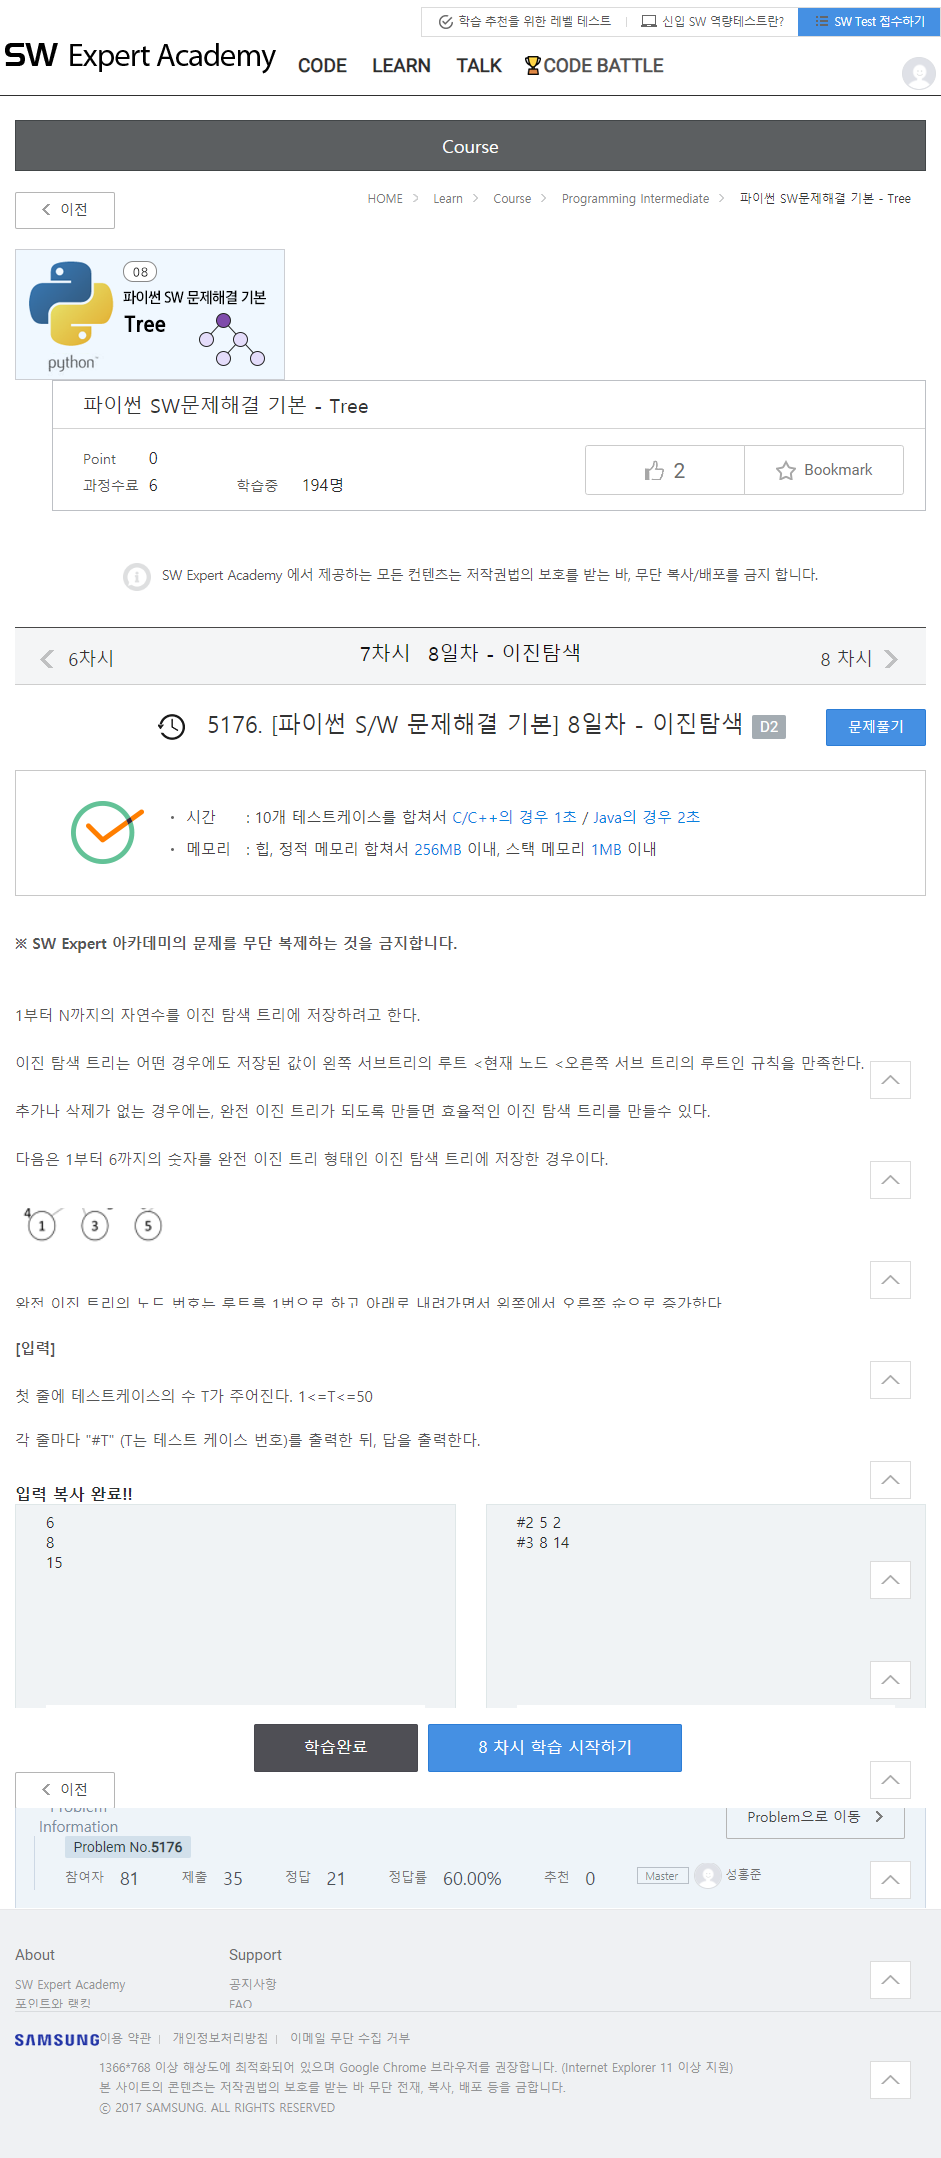 학습 추천을 위한 레벨 테스트
신입 SW 역량테스트란?
SW Test 접수하기
SW Expert Academy
CODE LEARN TALK CODE BATTLE
Course
이전
HOME > Learn > Course > Programming Intermediate > 파이썬 SW문제해결 기본 - Tree
08
파이썬 SW 문제해결 기본
Tree
python
파이썬 SW문제해결 기본 - Tree
Point 0
과정수료 6 학습중 194명
2 Bookmark
SW Expert Academy 에서 제공하는 모든 컨텐츠는 저작권법의 보호를 받는 바, 무단 복사/배포를 금지 합니다.
6차시
7차시 8일차 - 이진탐색
8 차시
5176. [파이썬 S/W 문제해결 기본] 8일차 - 이진탐색 D2
문제풀기
· 시간 : 10개 테스트케이스를 합쳐서 C/C++의 경우 1초 / Java의 경우 2초
· 메모리 : 힙, 정적 메모리 합쳐서 256MB 이내, 스택 메모리 1MB 이내
※ SW Expert 아카데미의 문제를 무단 복제하는 것을 금지합니다.
1부터 N까지의 자연수를 이진 탐색 트리에 저장하려고 한다.
이진 탐색 트리는 어떤 경우에도 저장된 값이 왼쪽 서브트리의 루트 <현재 노드 <오른쪽 서브 트리의 루트인 규칙을 만족한다.
추가나 삭제가 없는 경우에는, 완전 이진 트리가 되도록 만들면 효율적인 이진 탐색 트리를 만들수 있다.
다음은 1부터 6까지의 숫자를 완전 이진 트리 형태인 이진 탐색 트리에 저장한 경우이다.
4
1 3 5
완전 이진 트리의 노드 번호는 루트를 1번으로 하고 아래로 내려가면서 왼쪽에서 오른쪽 순으로 증가한다
[입력]
첫 줄에 테스트케이스의 수 T가 주어진다. 1<=T<=50
각 줄마다 "#T" (T는 테스트 케이스 번호)를 출력한 뒤, 답을 출력한다.
입력 복사 완료!!
6
8
15
#2 5 2
#3 8 14
학습완료
8 차시 학습 시작하기
이전
Problem
Information
Problem으로 이동
Problem No.5176
참여자 81 제출 35 정답 21 정답률 60.00% 추천 0 Master 성홍준
About
Support
SW Expert Academy
공지사항
포인트와 랭킹
FAQ
SAMSUNG
이용 약관 | 개인정보처리방침 | 이메일 무단 수집 거부
1366*768 이상 해상도에 최적화되어 있으며 Google Chrome 브라우저를 권장합니다. (Internet Explorer 11 이상 지원)
본 사이트의 콘텐츠는 저작권법의 보호를 받는 바 무단 전재, 복사, 배포 등을 금합니다.
ⓒ 2017 SAMSUNG. ALL RIGHTS RESERVED